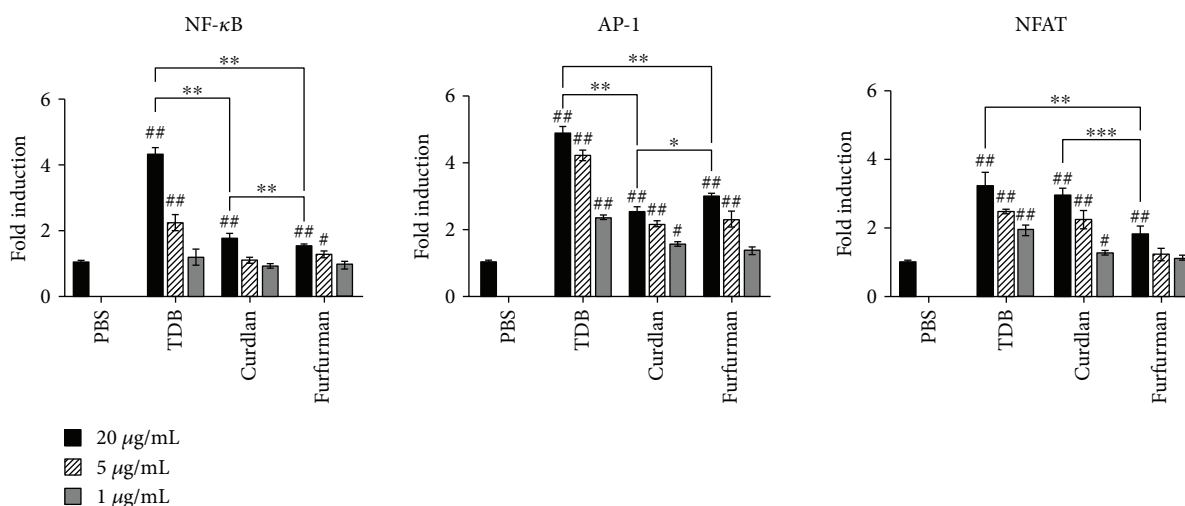 NF-κB
Fold induction
6
4
2
0
**
**
**
##
##
##
##
#
PBS
TDB
Curdlan
Furfurman
AP-1
Fold induction
6
4
2
0
**
**
*
##
##
##
##
##
#
##
##
PBS
TDB
Curdlan
Furfurman
NFAT
Fold induction
6
4
2
0
**
***
##
##
##
##
##
#
##
PBS
TDB
Curdlan
Furfurman
20 μg/mL
5 μg/mL
1 μg/mL